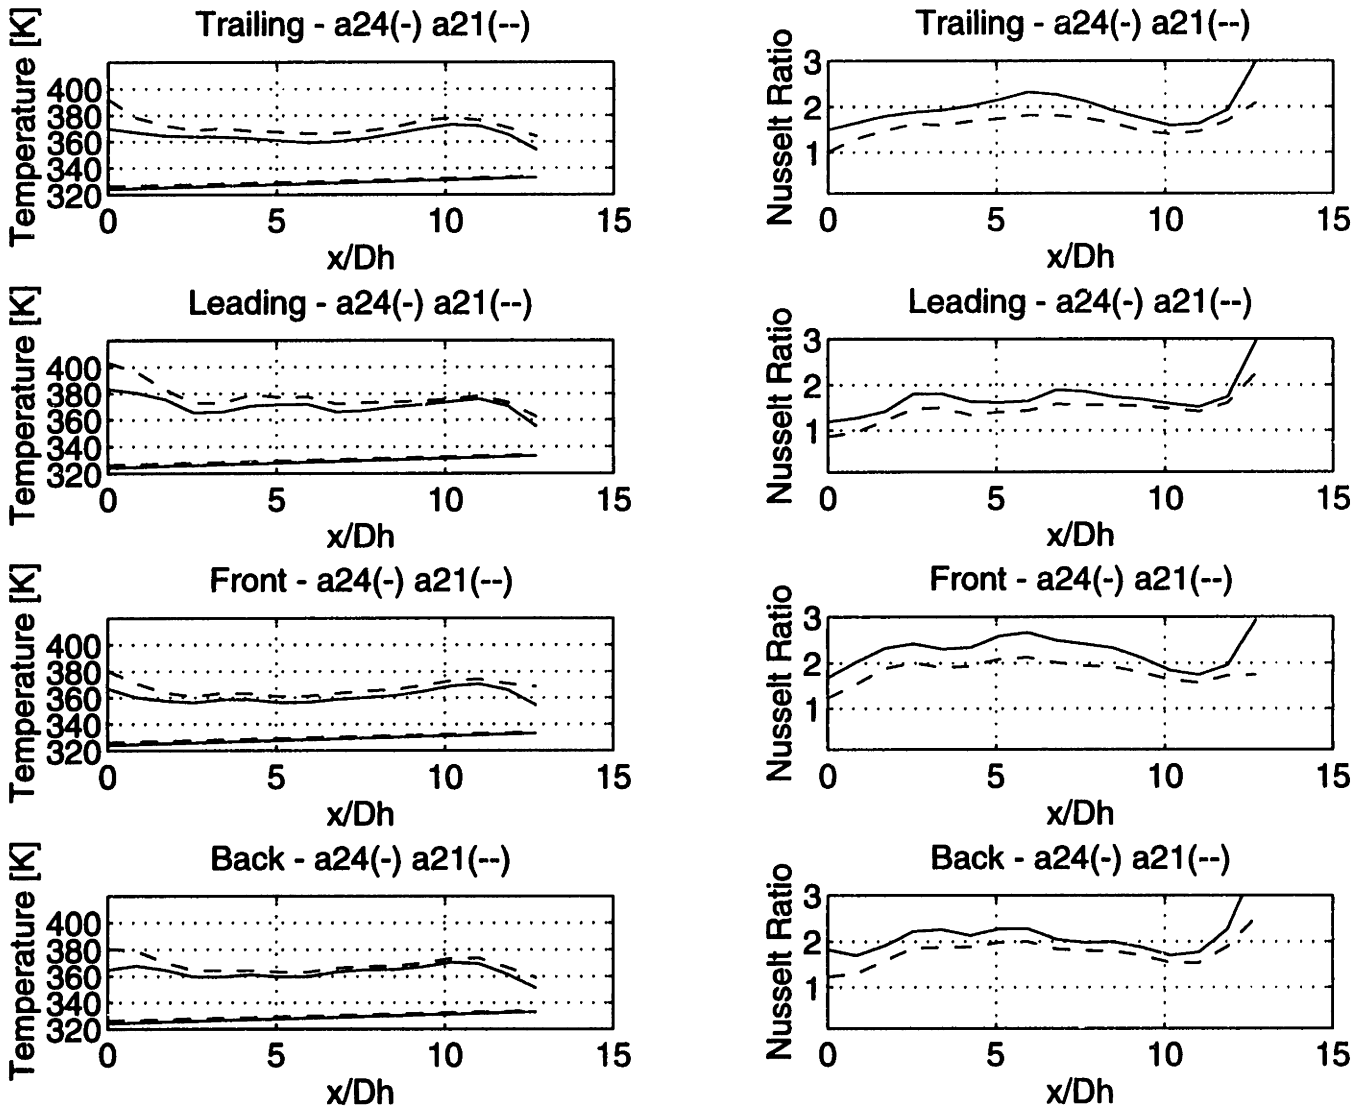 Trailing - a24(-) a21(--)
Temperature [K]
400
380
360
340
320
0 5 10 15
x/Dh
Trailing - a24(-) a21(--)
Nusselt Ratio
3
2
1
0 5 10 15
x/Dh
Leading - a24(-) a21(--)
Temperature [K]
400
380
360
340
320
0 5 10 15
x/Dh
Leading - a24(-) a21(--)
Nusselt Ratio
3
2
1
0 5 10 15
x/Dh
Front - a24(-) a21(--)
Temperature [K]
400
380
360
340
320
0 5 10 15
x/Dh
Front - a24(-) a21(--)
Nusselt Ratio
3
2
1
0 5 10 15
x/Dh
Back - a24(-) a21(--)
Temperature [K]
400
380
360
340
320
0 5 10 15
x/Dh
Back - a24(-) a21(--)
Nusselt Ratio
3
2
1
0 5 10 15
x/Dh